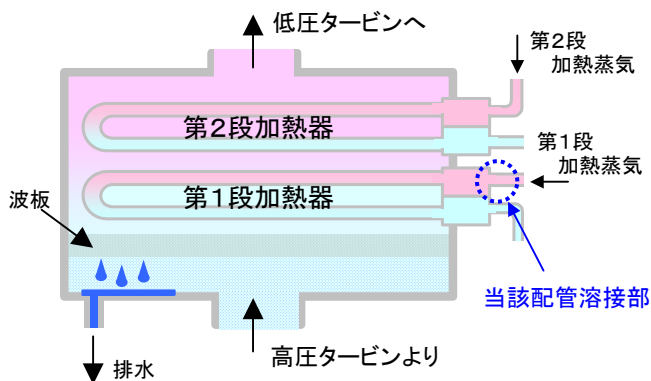 低圧タービンへ
第２段
加熱蒸気
第２段加熱器
第１段
加熱蒸気
第１段加熱器
波板
当該配管溶接部
高圧タービンより
排水